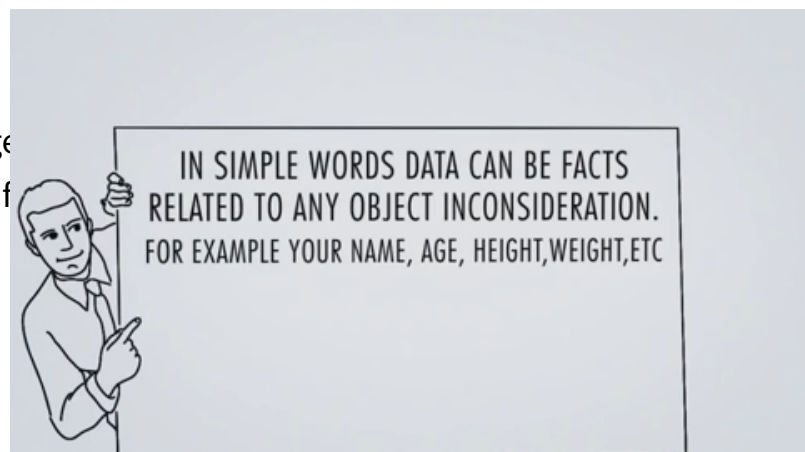 IN SIMPLE WORDS DATA CAN BE FACTS
RELATED TO ANY OBJECT INCONSIDERATION.
FOR EXAMPLE YOUR NAME, AGE, HEIGHT,WEIGHT,ETC